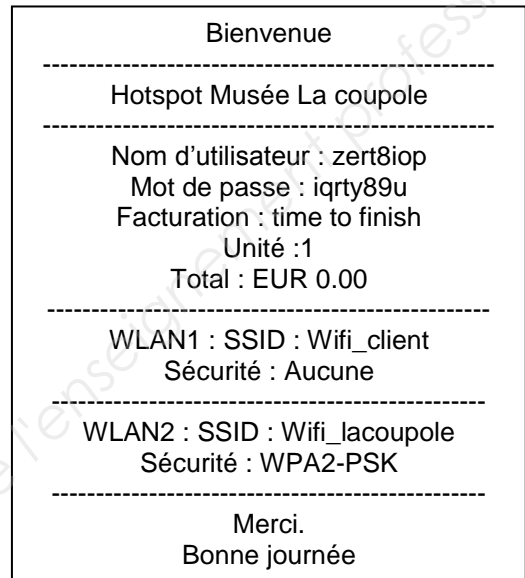 Bienvenue
----------------------------------------------------
Hotspot Musée La coupole
----------------------------------------------------
Nom d’utilisateur : zert8iop
Mot de passe : iqrty89u
Facturation : time to finish
Unité :1
Total : EUR 0.00
---------------------------------------------------
WLAN1 : SSID : Wifi_client
Sécurité : Aucune
--------------------------------------------------
WLAN2 : SSID : Wifi_lacoupole
Sécurité : WPA2-PSK
--------------------------------------------------
Merci.
Bonne journée
l'enseignement